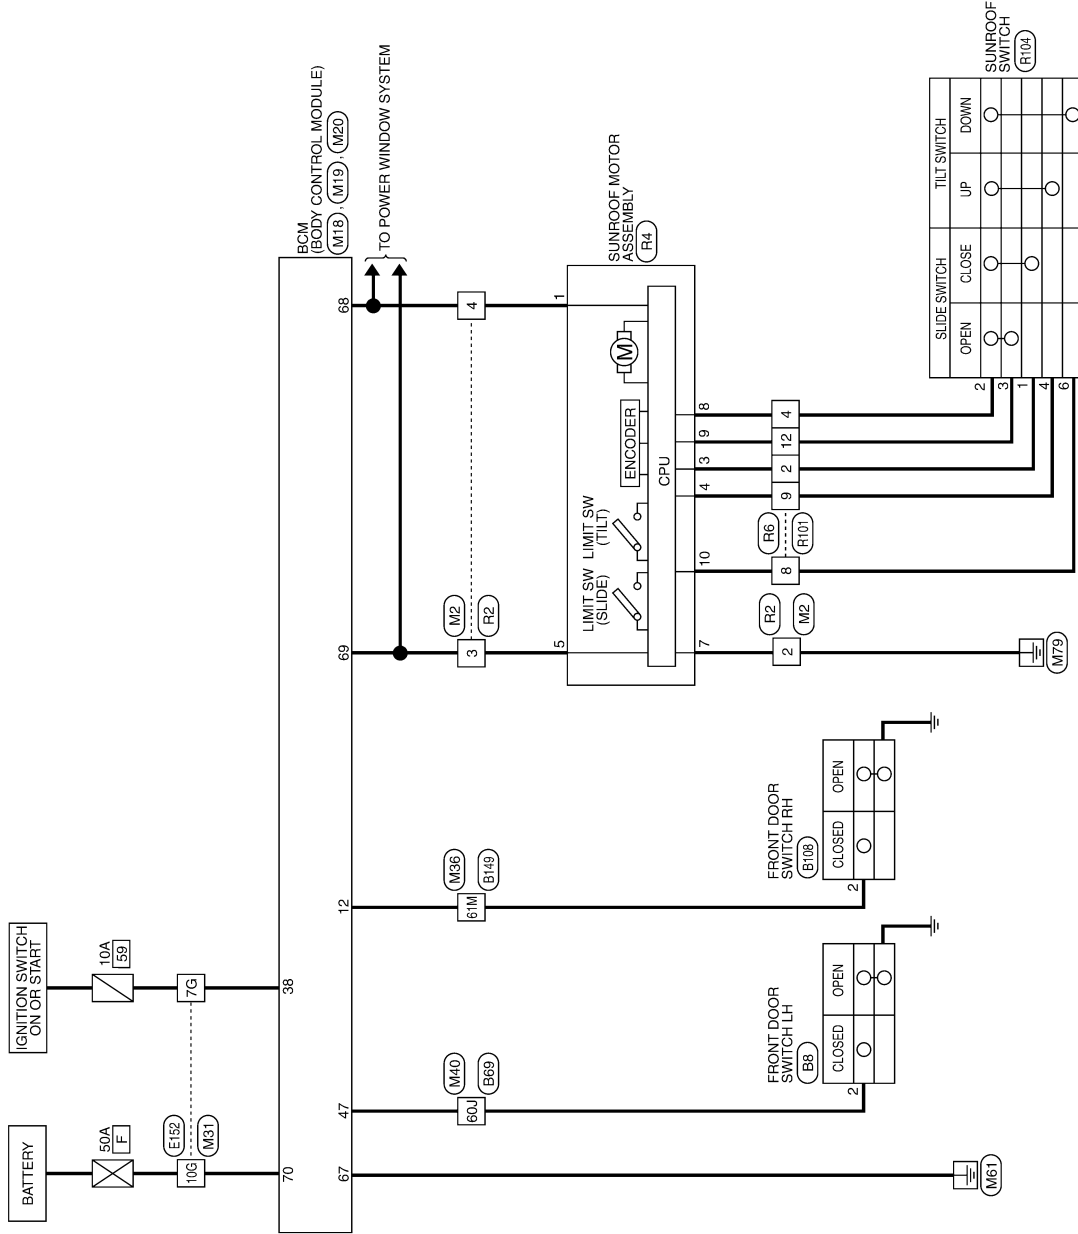 BATTERY
50A
F
E152
10G
M31
70
IGNITION SWITCH
ON OR START
10A
59
7G
38
BCM
(BODY CONTROL MODULE)
M18 , M19 , M20
67
47
12
69
68
TO POWER WINDOW SYSTEM
M61
M40
60J
B69
FRONT DOOR
SWITCH LH
B8
CLOSED
OPEN
2
M36
61M
B149
FRONT DOOR
SWITCH RH
B108
CLOSED
OPEN
2
M2
3
R2
4
5
1
SUNROOF MOTOR
ASSEMBLY
R4
LIMIT SW
(SLIDE)
LIMIT SW
(TILT)
ENCODER
M
CPU
7
10
4
3
9
8
R2
2
M2
M79
R6
8
R101
9
2
12
4
SUNROOF
SWITCH
R104
SLIDE SWITCH
TILT SWITCH
OPEN
CLOSE
UP
DOWN
2
3
1
4
6